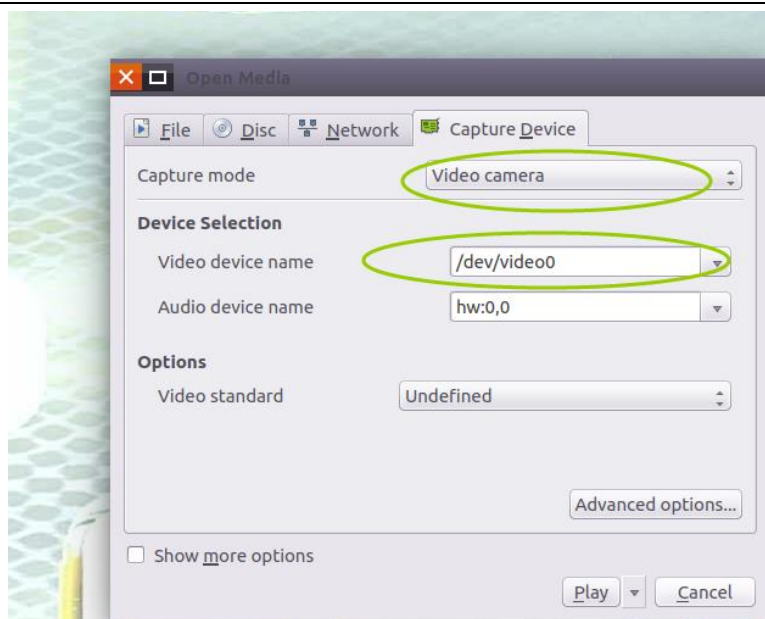 Open Media
File Disc Network Capture Device
Capture mode Video camera
Device Selection
Video device name /dev/video0
Audio device name hw:0,0
Options
Video standard Undefined
Advanced options...
Show more options
Play Cancel